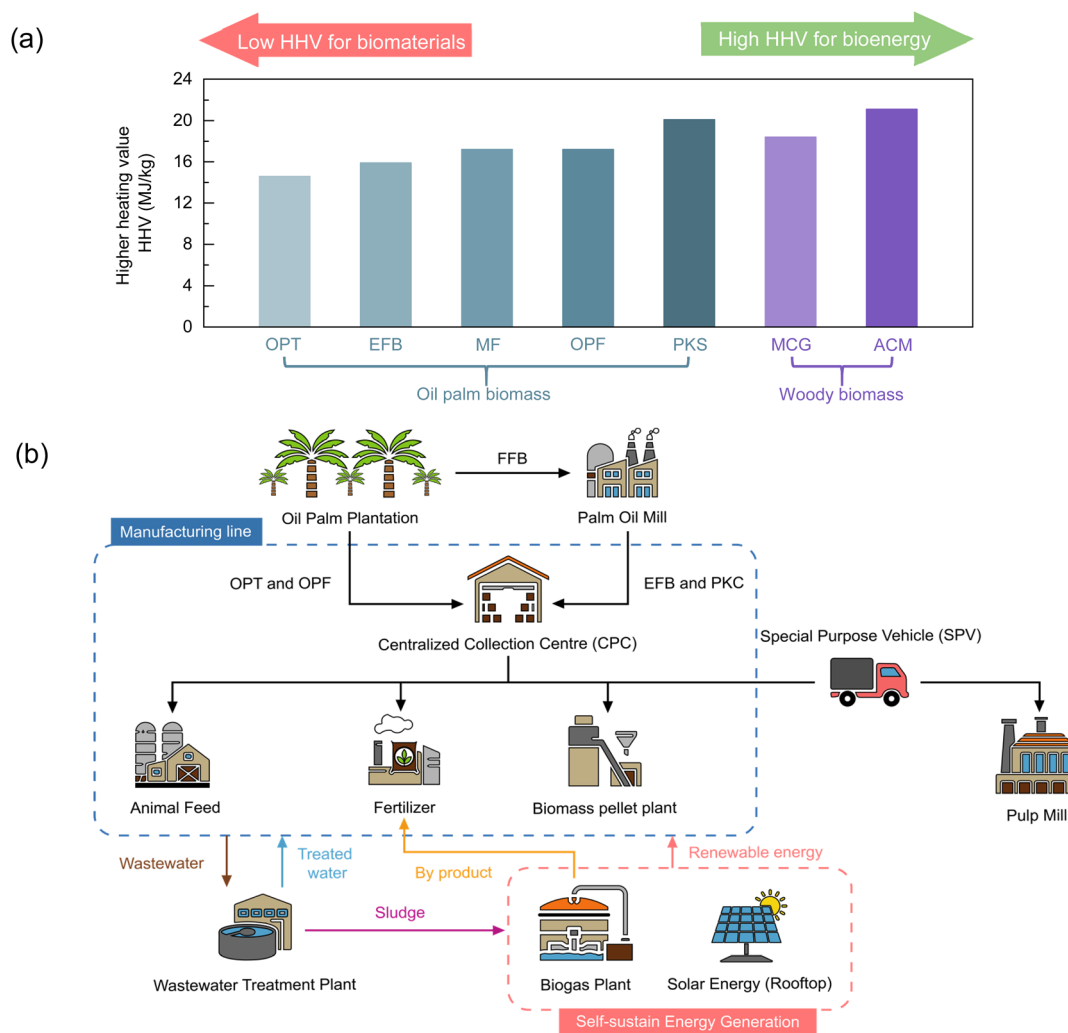 (a)
Low HHV for biomaterials
High HHV for bioenergy
Higher heating value
HHV (MJ/kg)
24
20
16
12
8
4
0
OPT
EFB
MF
OPF
PKS
MCG
ACM
Oil palm biomass
Woody biomass
(b)
FFB
Oil Palm Plantation
Palm Oil Mill
Manufacturing line
OPT and OPF
EFB and PKC
Centralized Collection Centre (CPC)
Special Purpose Vehicle (SPV)
Animal Feed
Fertilizer
Biomass pellet plant
Pulp Mill
Wastewater
Treated
water
By product
Renewable energy
Sludge
Wastewater Treatment Plant
Biogas Plant
Solar Energy (Rooftop)
Self-sustain Energy Generation